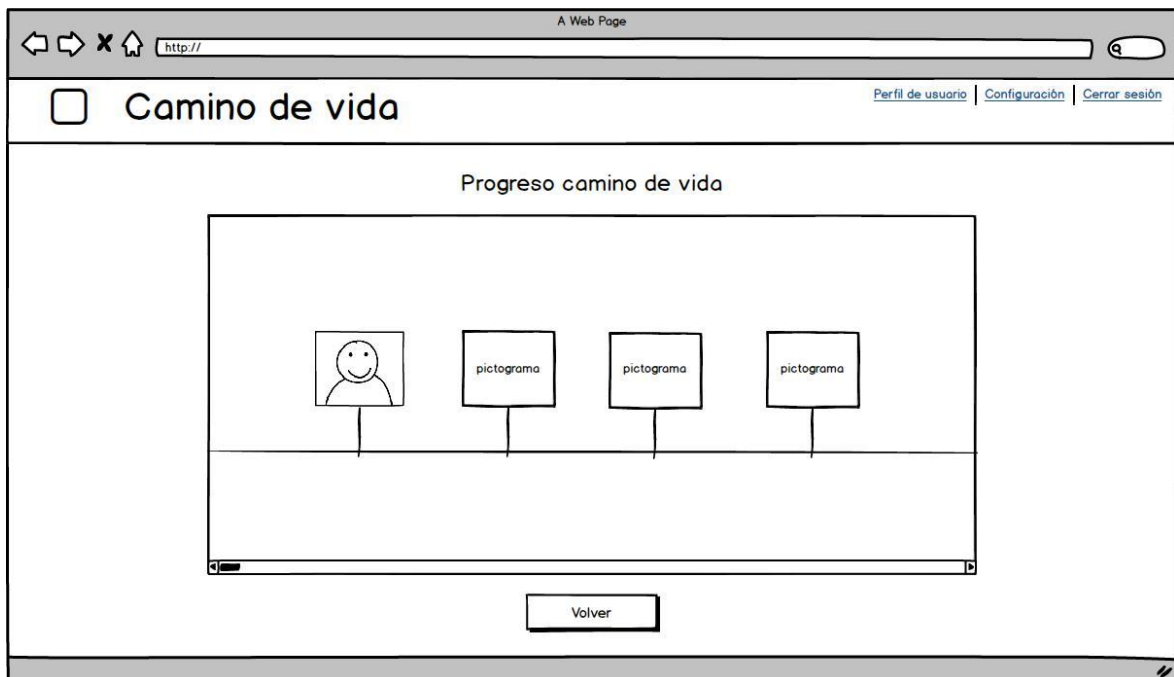 A Web Page
http://
Camino de vida
Perfil de usuario | Configuración | Cerrar sesión
Progreso camino de vida
pictograma pictograma pictograma
Volver